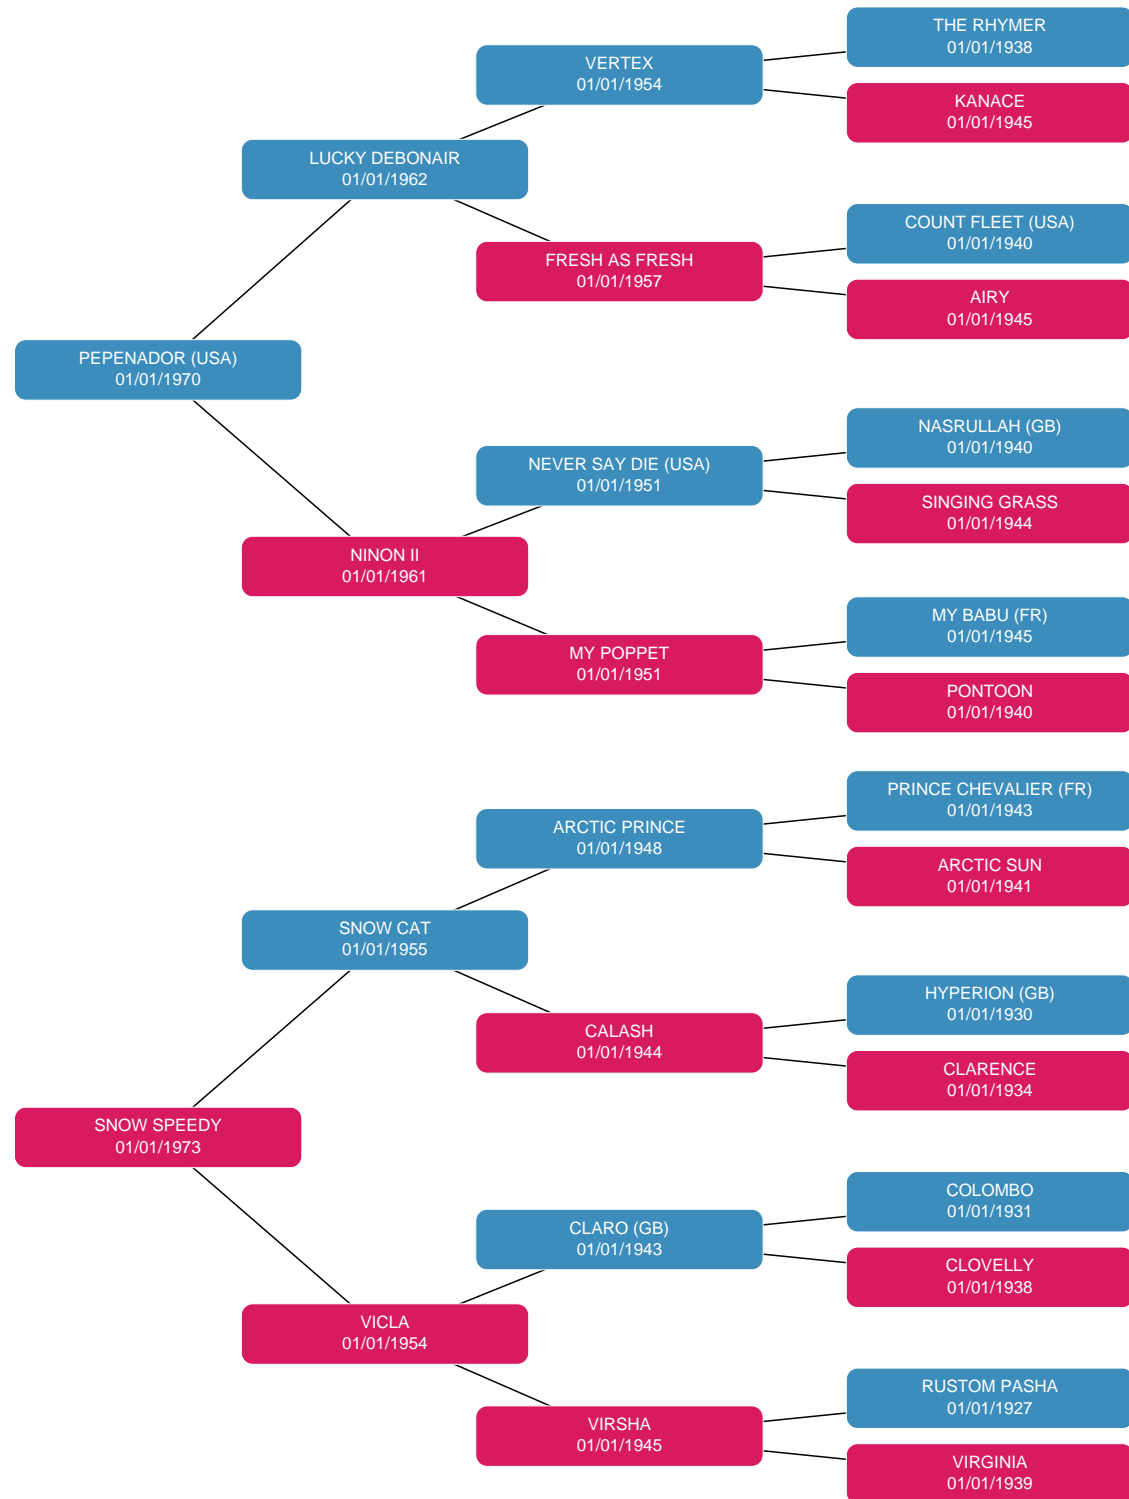 THE RHYMER
01/01/1938
VERTEX
01/01/1954
KANACE
01/01/1945
LUCKY DEBONAIR
01/01/1962
COUNT FLEET (USA)
01/01/1940
FRESH AS FRESH
01/01/1957
AIRY
01/01/1945
PEPENADOR (USA)
01/01/1970
NASRULLAH (GB)
01/01/1940
NEVER SAY DIE (USA)
01/01/1951
SINGING GRASS
01/01/1944
NINON II
01/01/1961
MY BABU (FR)
01/01/1945
MY POPPET
01/01/1951
PONTOON
01/01/1940
PRINCE CHEVALIER (FR)
01/01/1943
ARCTIC PRINCE
01/01/1948
ARCTIC SUN
01/01/1941
SNOW CAT
01/01/1955
HYPERION (GB)
01/01/1930
CALASH
01/01/1944
CLARENCE
01/01/1934
SNOW SPEEDY
01/01/1973
COLOMBO
01/01/1931
CLARO (GB)
01/01/1943
CLOVELLY
01/01/1938
VICLA
01/01/1954
RUSTOM PASHA
01/01/1927
VIRSHA
01/01/1945
VIRGINIA
01/01/1939